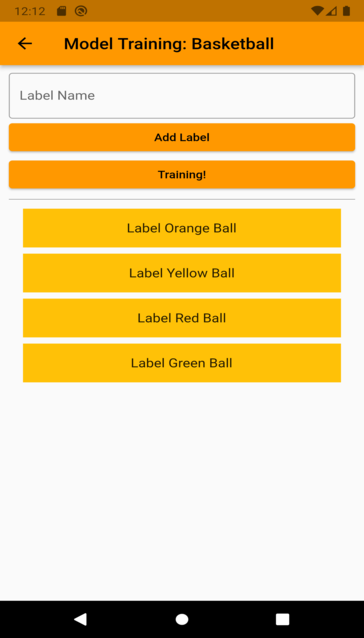 12:12
Model Training: Basketball
Label Name
Add Label
Training!
Label Orange Ball
Label Yellow Ball
Label Red Ball
Label Green Ball